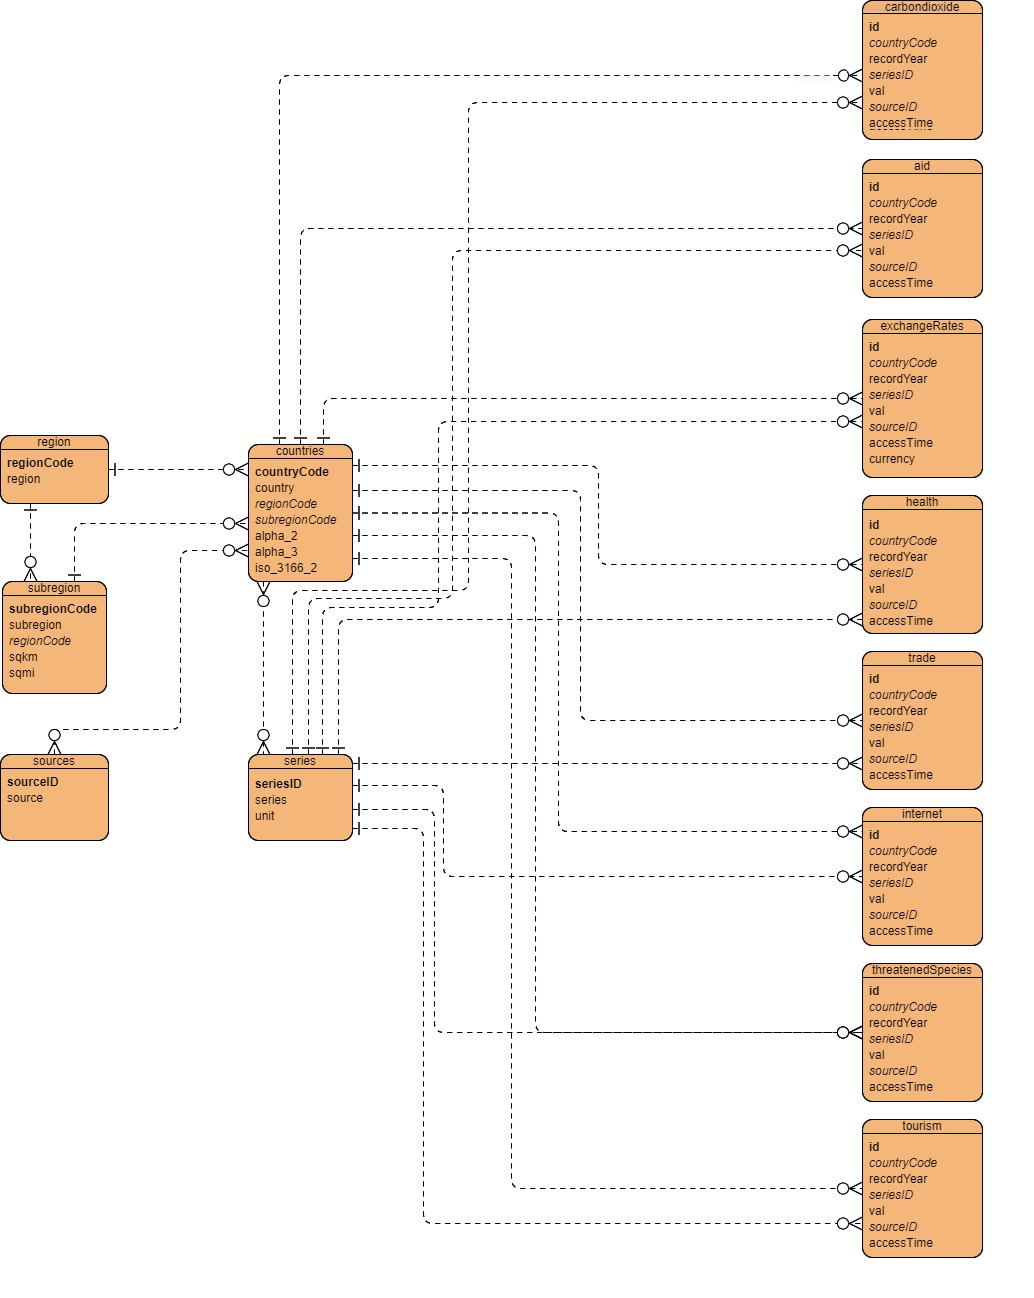 carbondioxide
id
countryCode
recordYear
seriesID
val
sourceID
accessTime
aid
id
countryCode
recordYear
seriesID
val
sourceID
accessTime
exchangeRates
id
countryCode
recordYear
seriesID
val
sourceID
accessTime
currency
region
regionCode
region
countries
countryCode
country
regionCode
subregionCode
alpha_2
alpha_3
iso_3166_2
health
id
countryCode
recordYear
seriesID
val
sourceID
accessTime
subregion
subregionCode
subregion
regionCode
sqkm
sqmi
trade
id
countryCode
recordYear
seriesID
val
sourceID
accessTime
sources
sourceID
source
series
seriesID
series
unit
internet
id
countryCode
recordYear
seriesID
val
sourceID
accessTime
threatenedSpecies
id
countryCode
recordYear
seriesID
val
sourceID
accessTime
tourism
id
countryCode
recordYear
seriesID
val
sourceID
accessTime